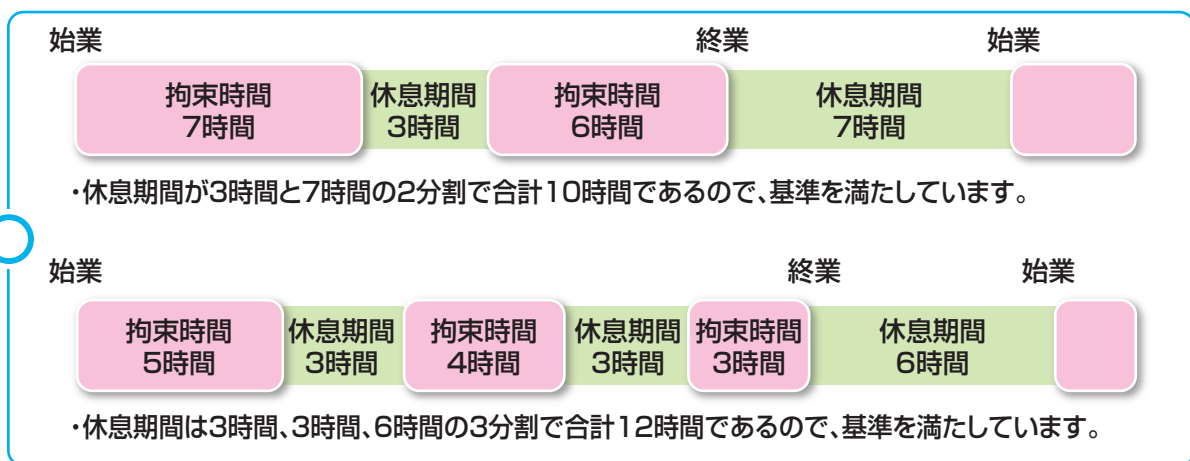 始業 終業 始業
拘束時間 休息期間 拘束時間 休息期間
7時間 3時間 6時間 7時間
・休息期間が3時間と7時間の2分割で合計10時間であるので、基準を満たしています。
始業 終業 始業
拘束時間 休息期間 拘束時間 休息期間 拘束時間 休息期間
5時間 3時間 4時間 3時間 3時間 6時間
・休息期間は3時間、3時間、6時間の3分割で合計12時間であるので、基準を満たしています。